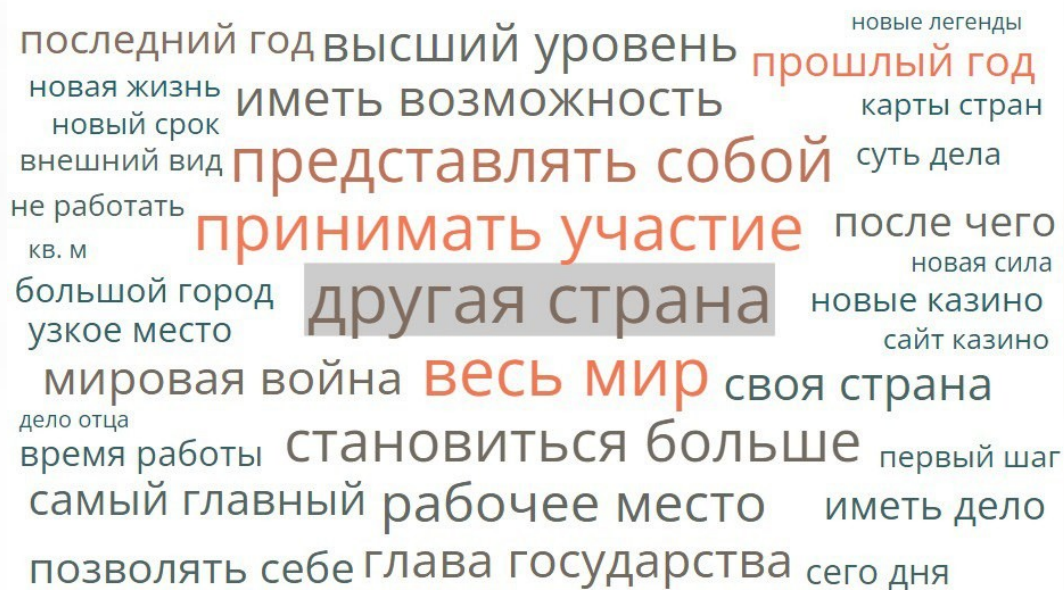 новые легенды
последний год высший уровень прошлый год
новая жизнь иметь возможность карты стран
новый срок
внешний вид представлять собой суть дела
не работать принимать участие после чего
кв. м новая сила
большой город другая страна новые казино
узкое место сайт казино
мировая война весь мир своя страна
дело отца
время работы становиться больше первый шаг
самый главный рабочее место иметь дело
позволять себе глава государства сего дня